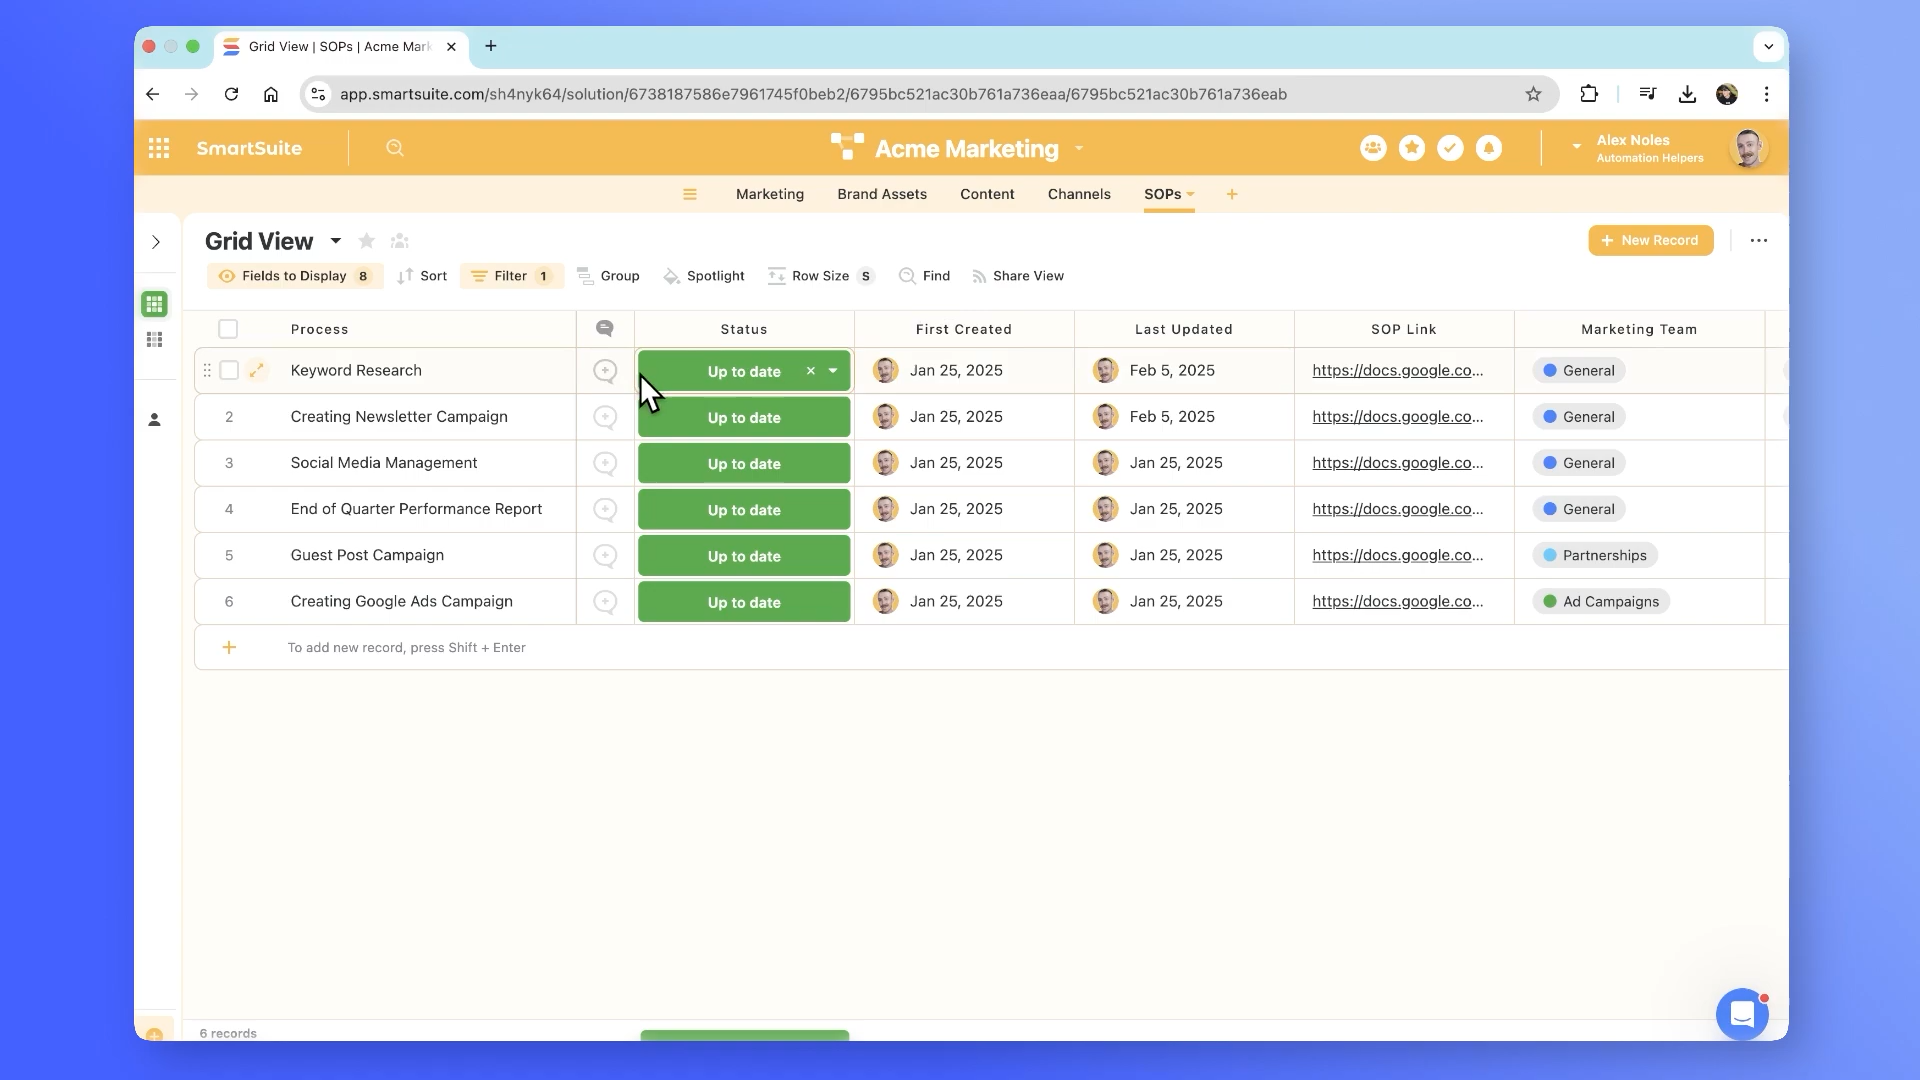 Grid View | SOPs | Acme Mark
app.smartsuite.com/sh4nyk64/solution/6738187586e7961745f0beb2/6795bc521ac30b761a736eaa/6795bc521ac30b761a736eab
SmartSuite
Acme Marketing
Alex Noles
Automation Helpers
Marketing
Brand Assets
Content
Channels
SOPs
Grid View
New Record
Fields to Display 8
Sort
Filter 1
Group
Spotlight
Row Size S
Find
Share View
Process Status First Created Last Updated SOP Link Marketing Team
Keyword Research Up to date Jan 25, 2025 Feb 5, 2025 https://docs.google.co... General
2 Creating Newsletter Campaign Up to date Jan 25, 2025 Feb 5, 2025 https://docs.google.co... General
3 Social Media Management Up to date Jan 25, 2025 Jan 25, 2025 https://docs.google.co... General
4 End of Quarter Performance Report Up to date Jan 25, 2025 Jan 25, 2025 https://docs.google.co... General
5 Guest Post Campaign Up to date Jan 25, 2025 Jan 25, 2025 https://docs.google.co... Partnerships
6 Creating Google Ads Campaign Up to date Jan 25, 2025 Jan 25, 2025 https://docs.google.co... Ad Campaigns
To add new record, press Shift + Enter
6 records